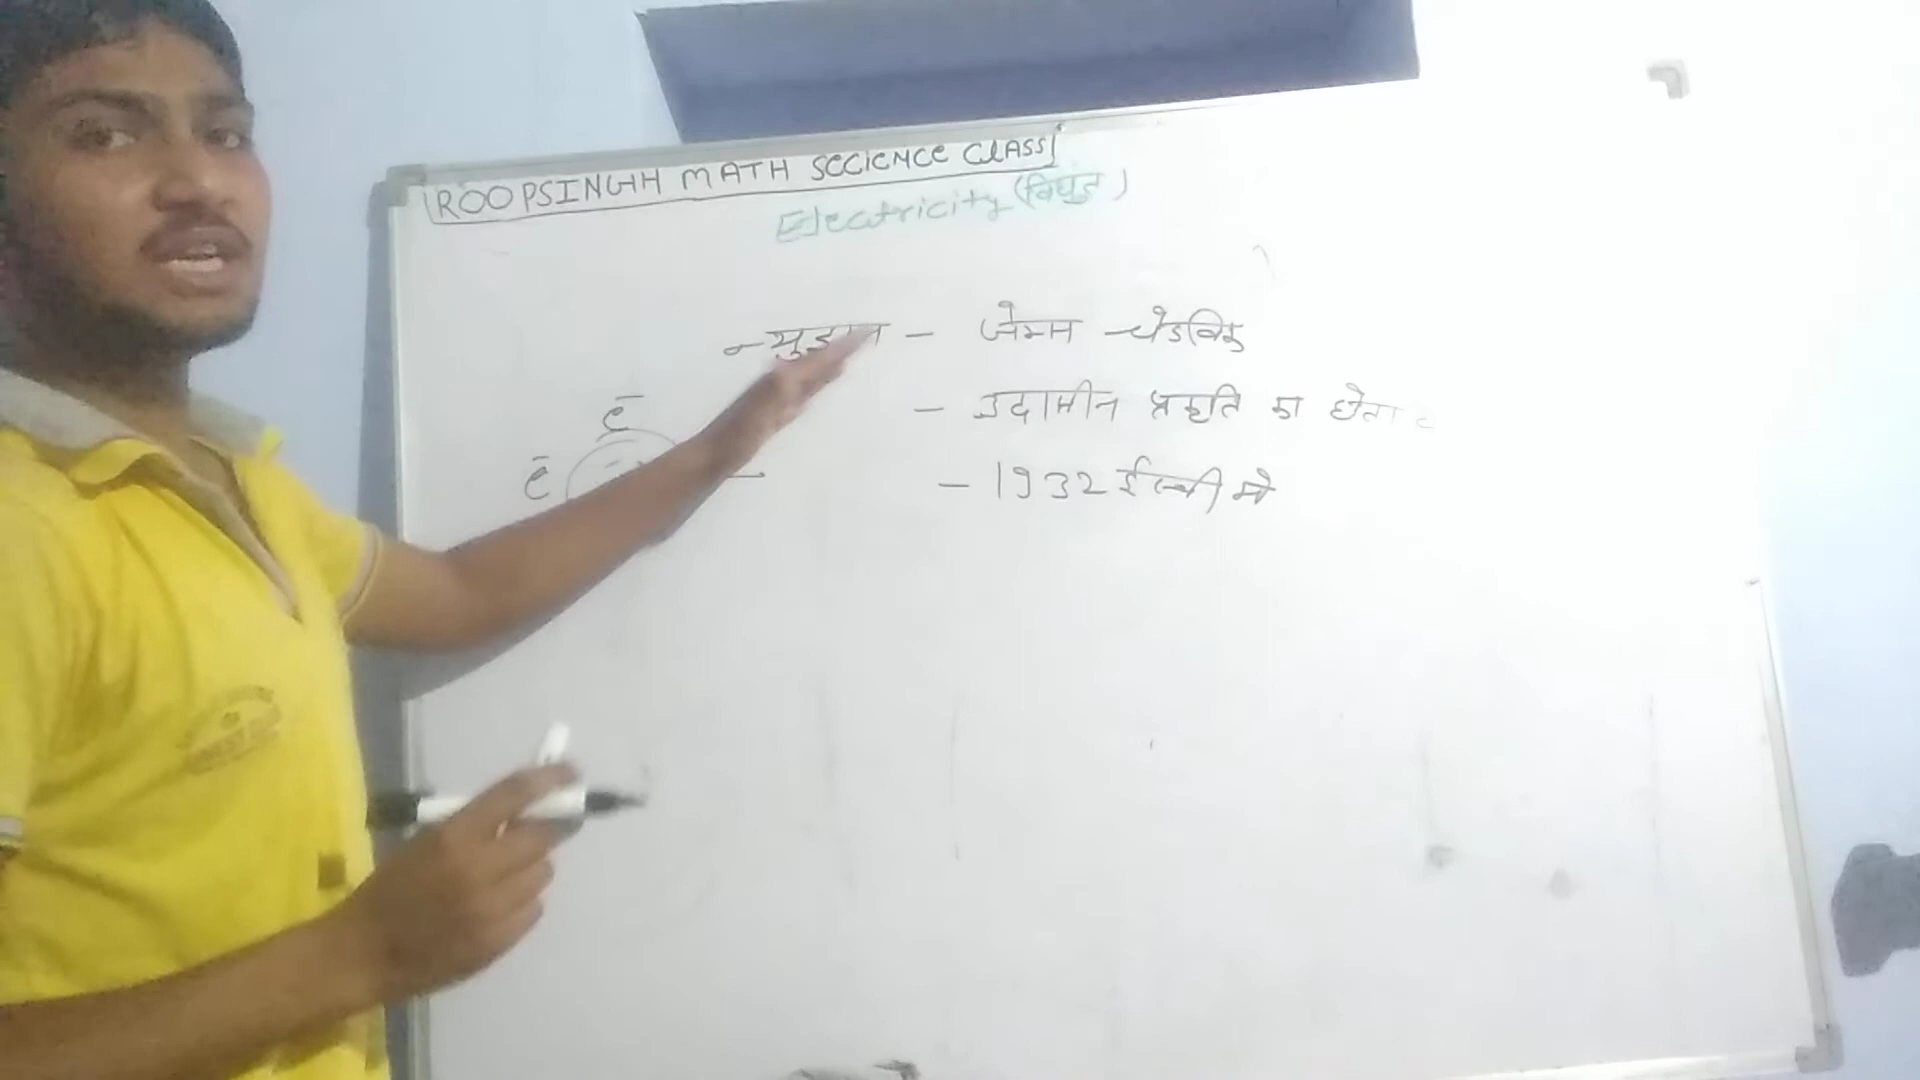 ROOPSINGH MATH SCCIENCE CLASS
Electricity (विद्युत)
न्युट्रान - जेम्स चेडविक
- उदासीन प्रकृति का होता
ē
ē
- 1932 ईस्वी मे